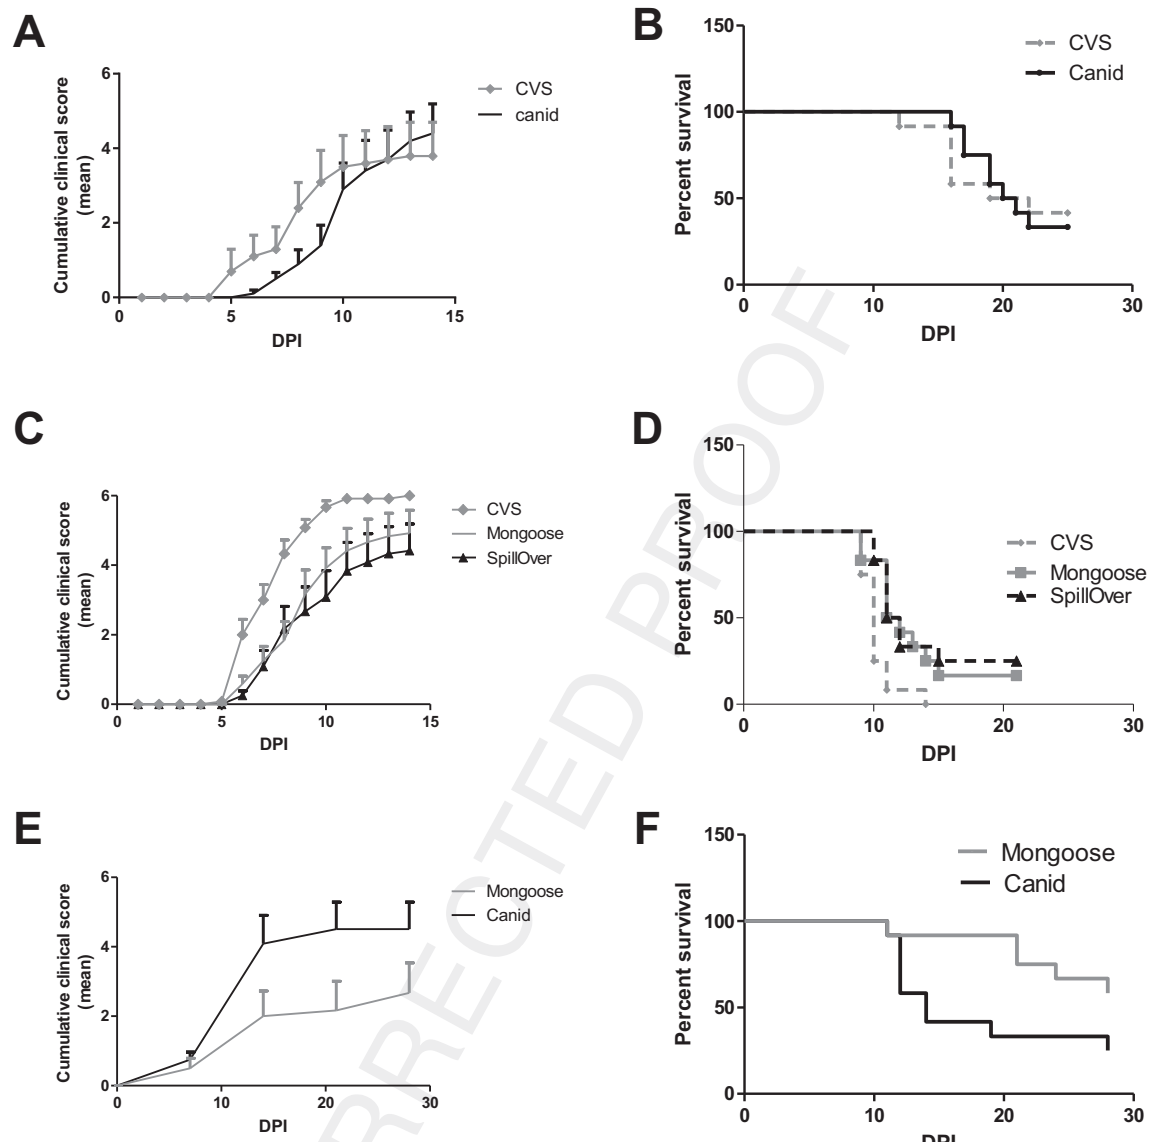 A
Cumulative clinical score
(mean)
6
4
2
0
0 5 10 15
DPI
CVS
canid
B
Percent survival
150
100
50
0
0 10 20 30
DPI
CVS
Canid
C
Cumulative clinical score
(mean)
6
4
2
0
0 5 10 15
DPI
CVS
Mongoose
SpillOver
D
Percent survival
150
100
50
0
0 10 20 30
DPI
CVS
Mongoose
SpillOver
E
Cumulative clinical score
(mean)
6
4
2
0
0 10 20 30
DPI
Mongoose
Canid
F
Percent survival
150
100
50
0
0 10 20 30
DPI
Mongoose
Canid
RRECTED PROOF